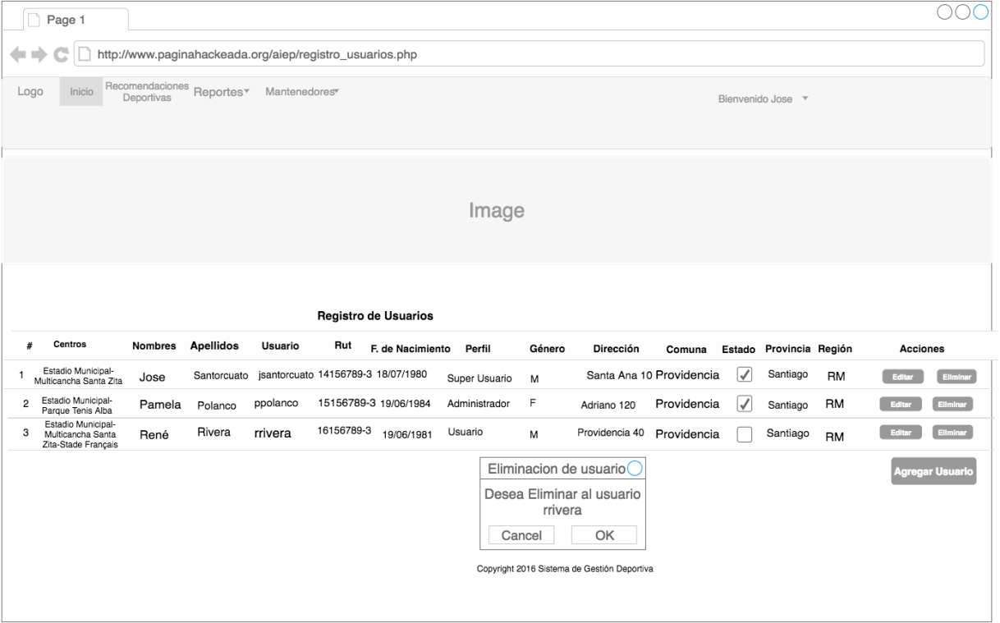 Page 1
http://www.paginahackeada.org/aiep/registro_usuarios.php
Logo Inicio Recomendaciones Deportivas Reportes Mantenedores Bienvenido Jose
Image
Registro de Usuarios
# Centros Nombres Apellidos Usuario Rut F. de Nacimiento Perfil Género Dirección Comuna Estado Provincia Región Acciones
1 Estadio Municipal-Multicancha Santa Zita Jose Santorcuato jsantorcuato 14156789-3 18/07/1980 Super Usuario M Santa Ana 10 Providencia Santiago RM Editar Eliminar
2 Estadio Municipal-Parque Tenis Alba Pamela Polanco ppolanco 15156789-3 19/06/1984 Administrador F Adriano 120 Providencia Santiago RM Editar Eliminar
3 Estadio Municipal-Multicancha Santa Zita-Stade Français René Rivera rrivera 16156789-3 19/06/1981 Usuario M Providencia 40 Providencia Santiago RM Editar Eliminar
Agregar Usuario
Eliminacion de usuario
Desea Eliminar al usuario
rrivera
Cancel OK
Copyright 2016 Sistema de Gestión Deportiva